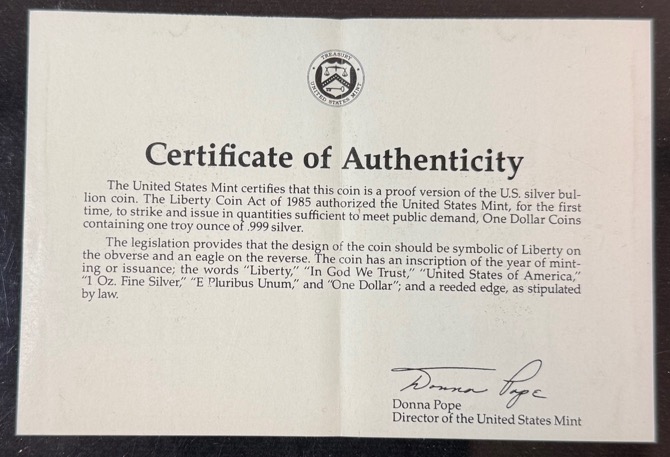 TREASURY
UNITED STATES MINT
Certificate of Authenticity
The United States Mint certifies that this coin is a proof version of the U.S. silver bul-
lion coin. The Liberty Coin Act of 1985 authorized the United States Mint, for the first
time, to strike and issue in quantities sufficient to meet public demand, One Dollar Coins
containing one troy ounce of .999 silver.
The legislation provides that the design of the coin should be symbolic of Liberty on
the obverse and an eagle on the reverse. The coin has an inscription of the year of mint-
ing or issuance; the words “Liberty,” “In God We Trust,” “United States of America,”
“1 Oz. Fine Silver,” “E Pluribus Unum,” and “One Dollar”; and a reeded edge, as stipulated
by law.
Donna Pope
Donna Pope
Director of the United States Mint